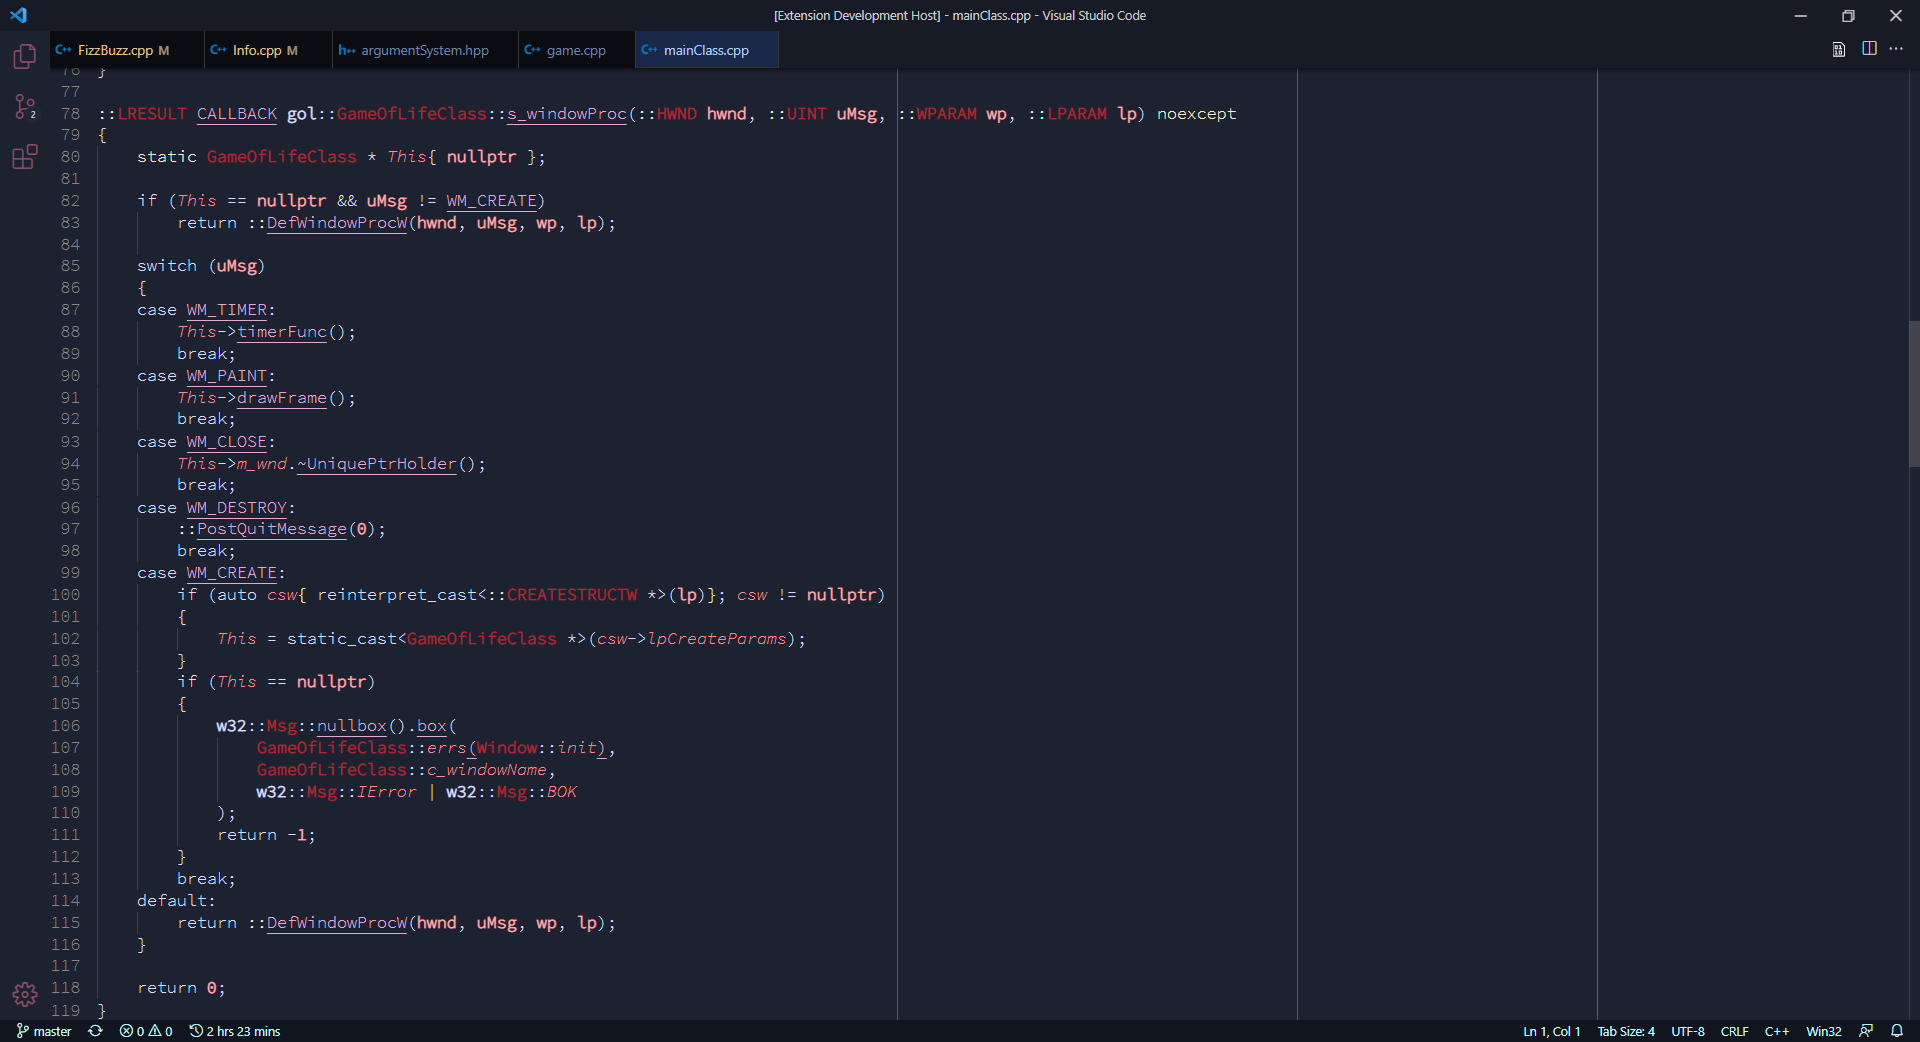 [Extension Development Host] - mainClass.cpp - Visual Studio Code
FizzBuzz.cpp M
Info.cpp M
argumentSystem.hpp
game.cpp
mainClass.cpp
76 }
77
78 ::LRESULT CALLBACK gol::GameOfLifeClass::s_windowProc(::HWND hwnd, ::UINT uMsg, ::WPARAM wp, ::LPARAM lp) noexcept
79 {
80     static GameOfLifeClass * This{ nullptr };
81
82     if (This == nullptr && uMsg != WM_CREATE)
83         return ::DefWindowProcW(hwnd, uMsg, wp, lp);
84
85     switch (uMsg)
86     {
87     case WM_TIMER:
88         This->timerFunc();
89         break;
90     case WM_PAINT:
91         This->drawFrame();
92         break;
93     case WM_CLOSE:
94         This->m_wnd.~UniquePtrHolder();
95         break;
96     case WM_DESTROY:
97         ::PostQuitMessage(0);
98         break;
99     case WM_CREATE:
100         if (auto csw{ reinterpret_cast<::CREATESTRUCTW *>(lp)}; csw != nullptr)
101         {
102             This = static_cast<GameOfLifeClass *>(csw->lpCreateParams);
103         }
104         if (This == nullptr)
105         {
106             w32::Msg::nullbox().box(
107                 GameOfLifeClass::errs(Window::init),
108                 GameOfLifeClass::c_windowName,
109                 w32::Msg::IError | w32::Msg::BOK
110             );
111             return -1;
112         }
113         break;
114     default:
115         return ::DefWindowProcW(hwnd, uMsg, wp, lp);
116     }
117
118     return 0;
119 }
2
master 0 0 2 hrs 23 mins
Ln 1, Col 1 Tab Size: 4 UTF-8 CRLF C++ Win32